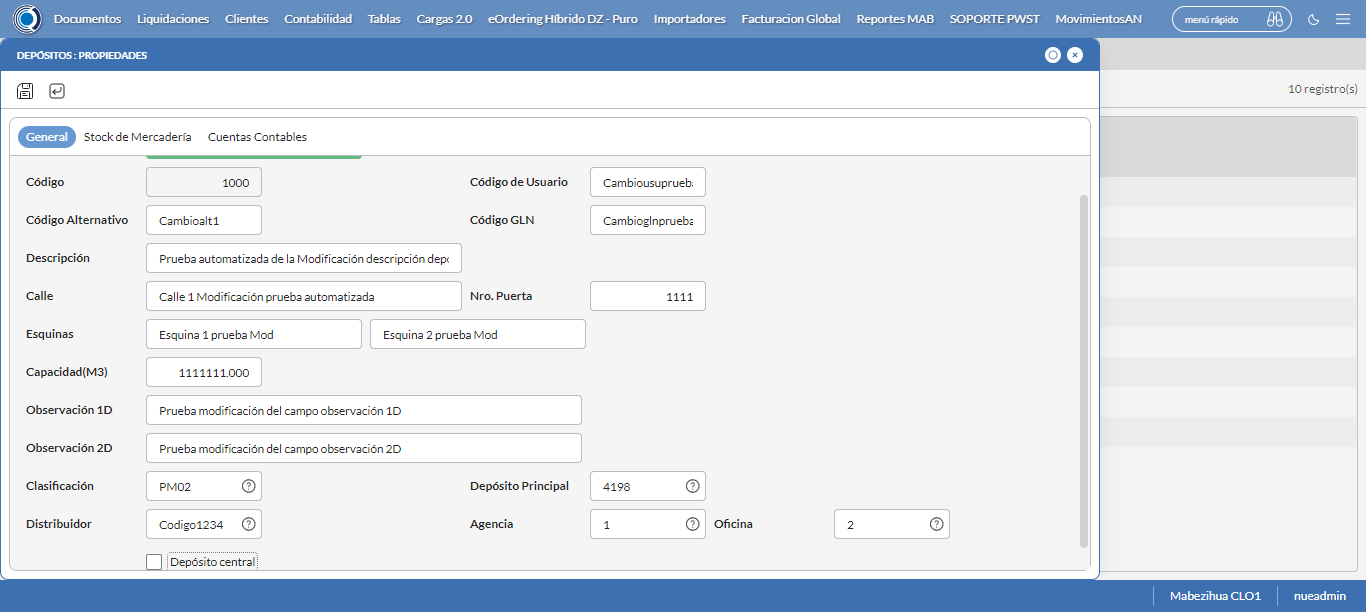 Documentos Liquidaciones Clientes Contabilidad Tablas Cargas 2.0 eOrdering Híbrido DZ - Puro Importadores Facturacion Global Reportes MAB SOPORTE PWST MovimientosAN menú rápido
DEPÓSITOS : PROPIEDADES
10 registro(s)
General Stock de Mercadería Cuentas Contables
Código 1000 Código de Usuario Cambiousuprueb
Código Alternativo Cambioalt1 Código GLN Cambioglnprueba
Descripción Prueba automatizada de la Modificación descripción depo
Calle Calle 1 Modificación prueba automatizada Nro. Puerta 1111
Esquinas Esquina 1 prueba Mod Esquina 2 prueba Mod
Capacidad(M3) 1111111.000
Observación 1D Prueba modificación del campo observación 1D
Observación 2D Prueba modificación del campo observación 2D
Clasificación PM02 Depósito Principal 4198
Distribuidor Codigo1234 Agencia 1 Oficina 2
Depósito central
Mabezihua CLO1 nueadmin